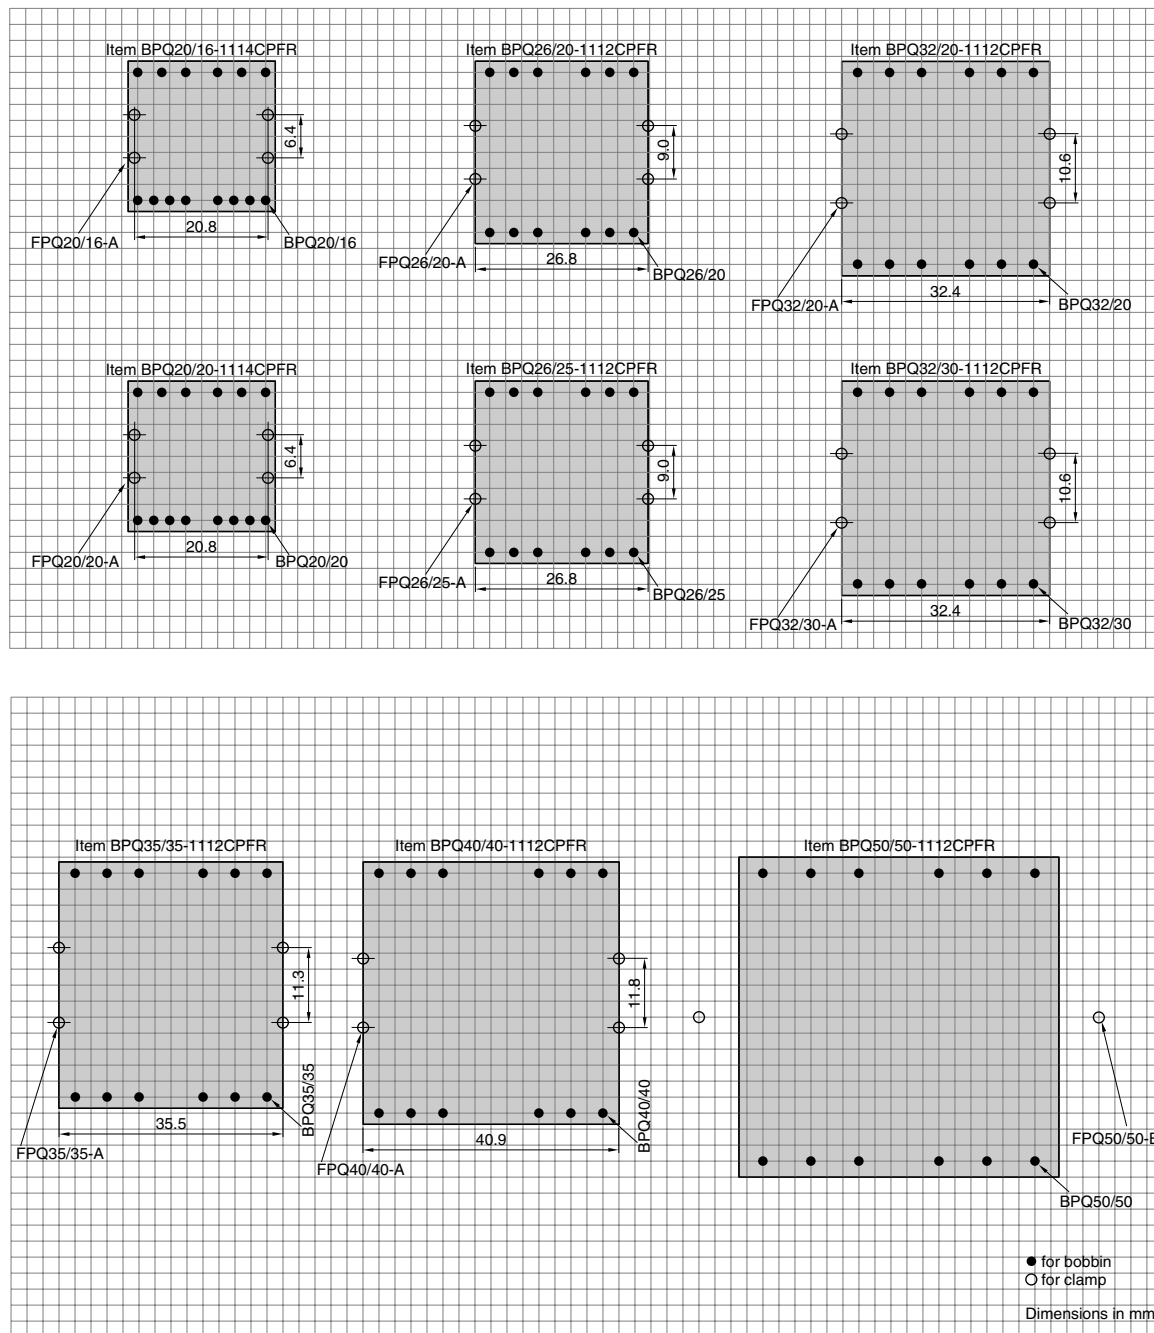 Item BPQ20/16-1114CPFR
6.4
20.8
FPQ20/16-A
BPQ20/16
Item BPQ26/20-1112CPFR
9.0
FPQ26/20-A
26.8
BPQ26/20
Item BPQ32/20-1112CPFR
10.6
32.4
FPQ32/20-A
BPQ32/20
Item BPQ20/20-1114CPFR
6.4
20.8
FPQ20/20-A
BPQ20/20
Item BPQ26/25-1112CPFR
9.0
FPQ26/25-A
26.8
BPQ26/25
Item BPQ32/30-1112CPFR
10.6
32.4
FPQ32/30-A
BPQ32/30
Item BPQ35/35-1112CPFR
11.3
BPQ35/35
35.5
FPQ35/35-A
Item BPQ40/40-1112CPFR
11.8
BPQ40/40
40.9
FPQ40/40-A
Item BPQ50/50-1112CPFR
FPQ50/50-B
BPQ50/50
for bobbin
for clamp
Dimensions in mm